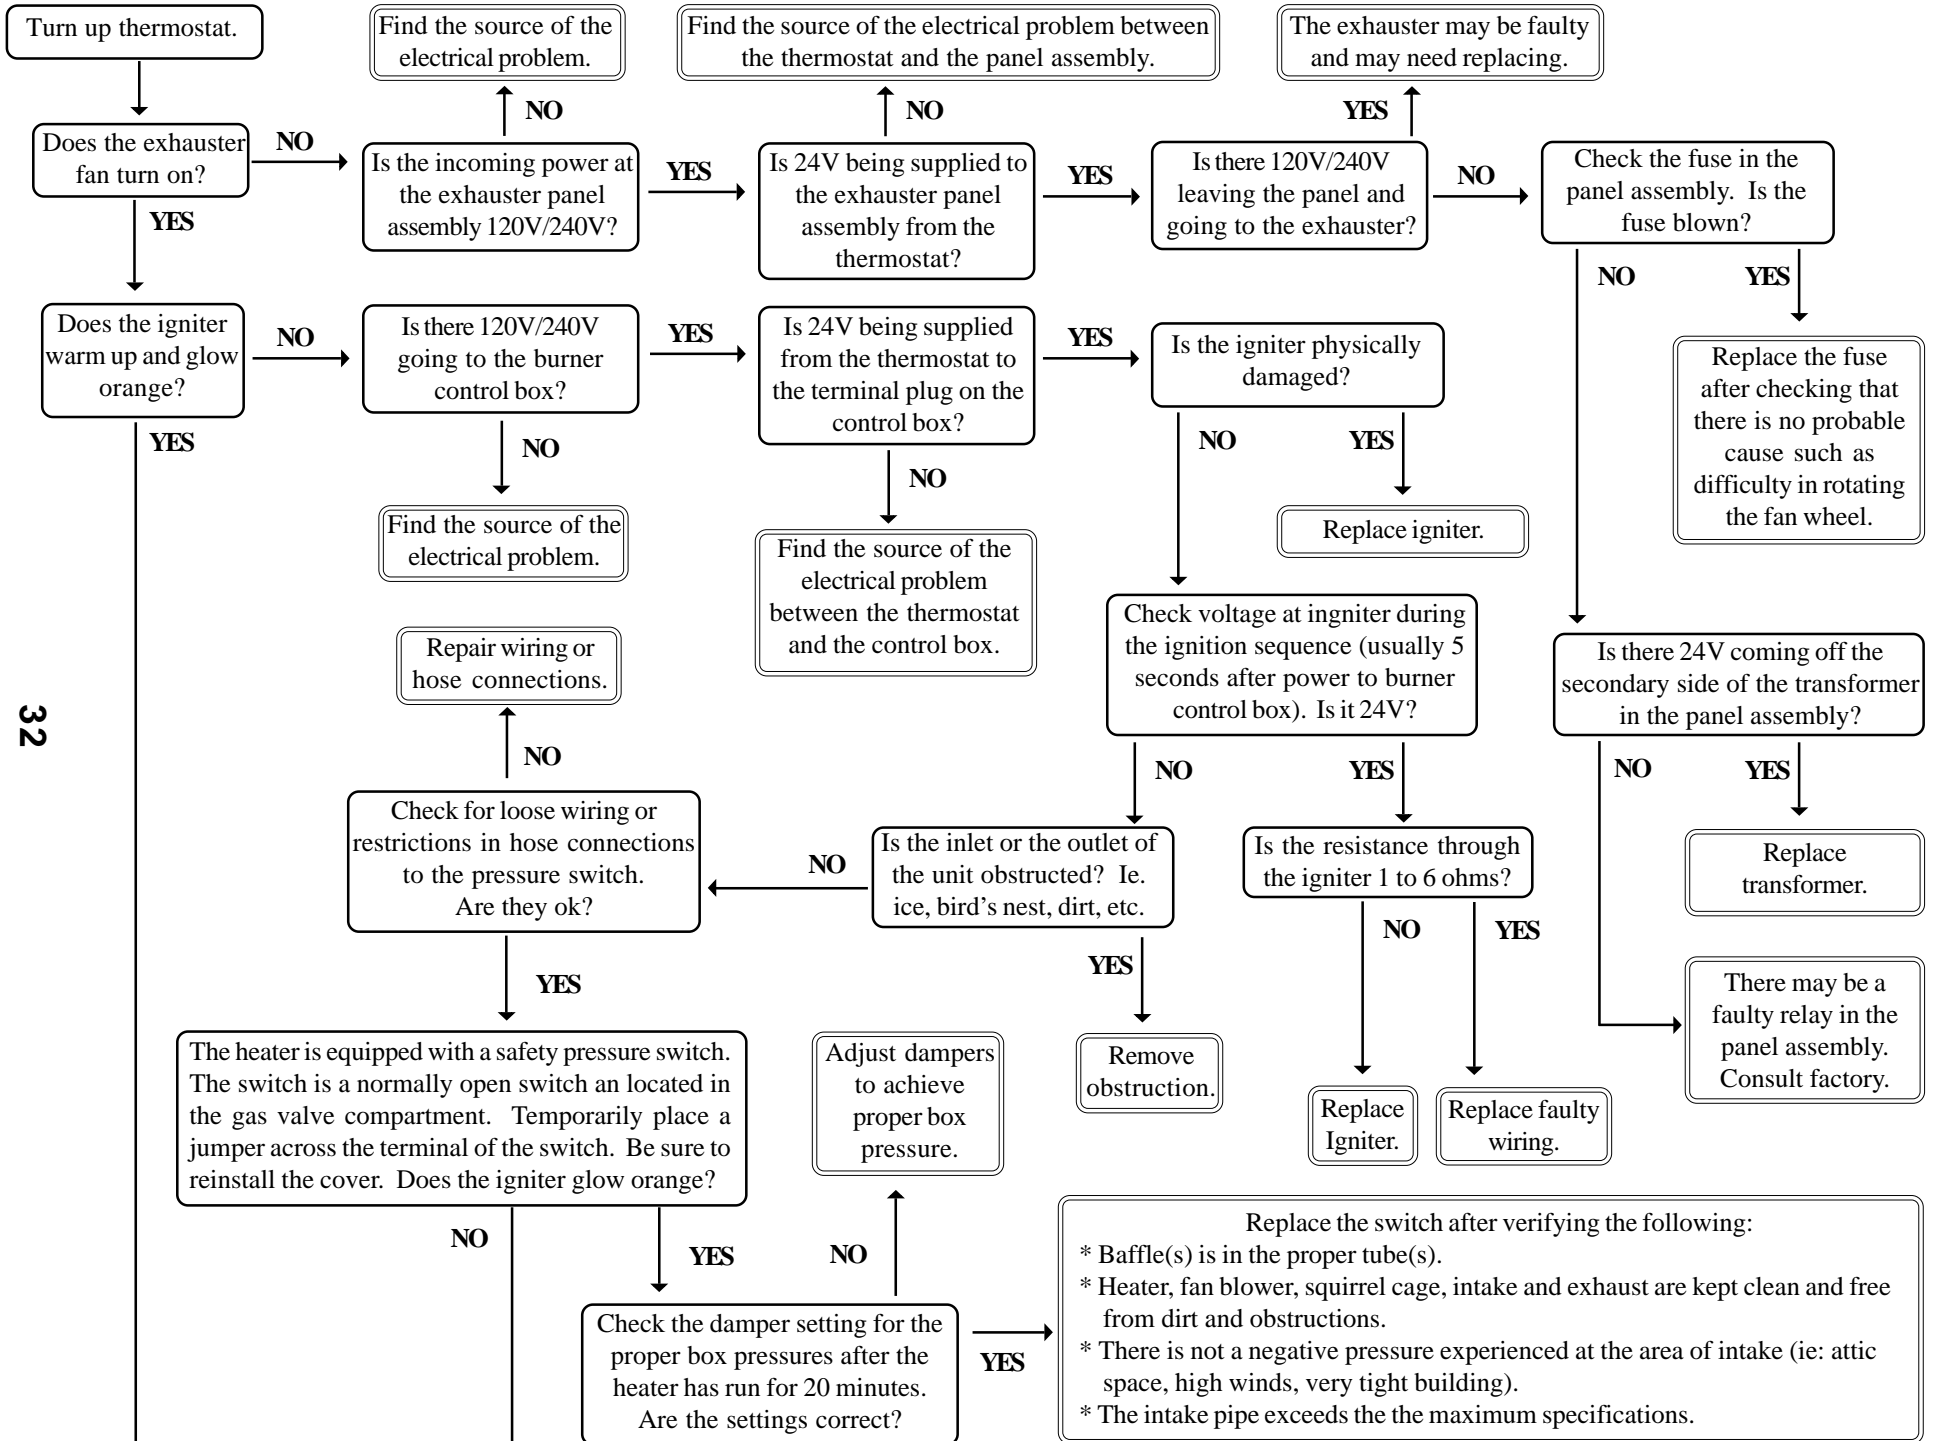 Turn up thermostat.
Find the source of the
electrical problem.
Find the source of the electrical problem between
the thermostat and the panel assembly.
The exhauster may be faulty
and may need replacing.
NO
NO
YES
Does the exhauster
fan turn on?
NO
Is the incoming power at
the exhauster panel
assembly 120V/240V?
YES
Is 24V being supplied to
the exhauster panel
assembly from the
thermostat?
YES
Is there 120V/240V
leaving the panel and
going to the exhauster?
NO
Check the fuse in the
panel assembly. Is the
fuse blown?
YES
NO
YES
Does the igniter
warm up and glow
orange?
NO
Is there 120V/240V
going to the burner
control box?
YES
Is 24V being supplied
from the thermostat to
the terminal plug on the
control box?
YES
Is the igniter physically
damaged?
Replace the fuse
after checking that
there is no probable
cause such as
difficulty in rotating
the fan wheel.
YES
NO
NO
NO
YES
Find the source of the
electrical problem.
Find the source of the
electrical problem
between the thermostat
and the control box.
Replace igniter.
Check voltage at ingniter during
the ignition sequence (usually 5
seconds after power to burner
control box). Is it 24V?
Is there 24V coming off the
secondary side of the transformer
in the panel assembly?
Repair wiring or
hose connections.
32
NO
NO
YES
NO
YES
Check for loose wiring or
restrictions in hose connections
to the pressure switch.
Are they ok?
NO
Is the inlet or the outlet of
the unit obstructed? Ie.
ice, bird's nest, dirt, etc.
Is the resistance through
the igniter 1 to 6 ohms?
Replace
transformer.
YES
YES
NO
YES
There may be a
faulty relay in the
panel assembly.
Consult factory.
The heater is equipped with a safety pressure switch.
The switch is a normally open switch an located in
the gas valve compartment. Temporarily place a
jumper across the terminal of the switch. Be sure to
reinstall the cover. Does the igniter glow orange?
Adjust dampers
to achieve
proper box
pressure.
Remove
obstruction.
Replace
Igniter.
Replace faulty
wiring.
NO
YES
NO
Check the damper setting for the
proper box pressures after the
heater has run for 20 minutes.
Are the settings correct?
YES
Replace the switch after verifying the following:
* Baffle(s) is in the proper tube(s).
* Heater, fan blower, squirrel cage, intake and exhaust are kept clean and free
from dirt and obstructions.
* There is not a negative pressure experienced at the area of intake (ie: attic
space, high winds, very tight building).
* The intake pipe exceeds the the maximum specifications.